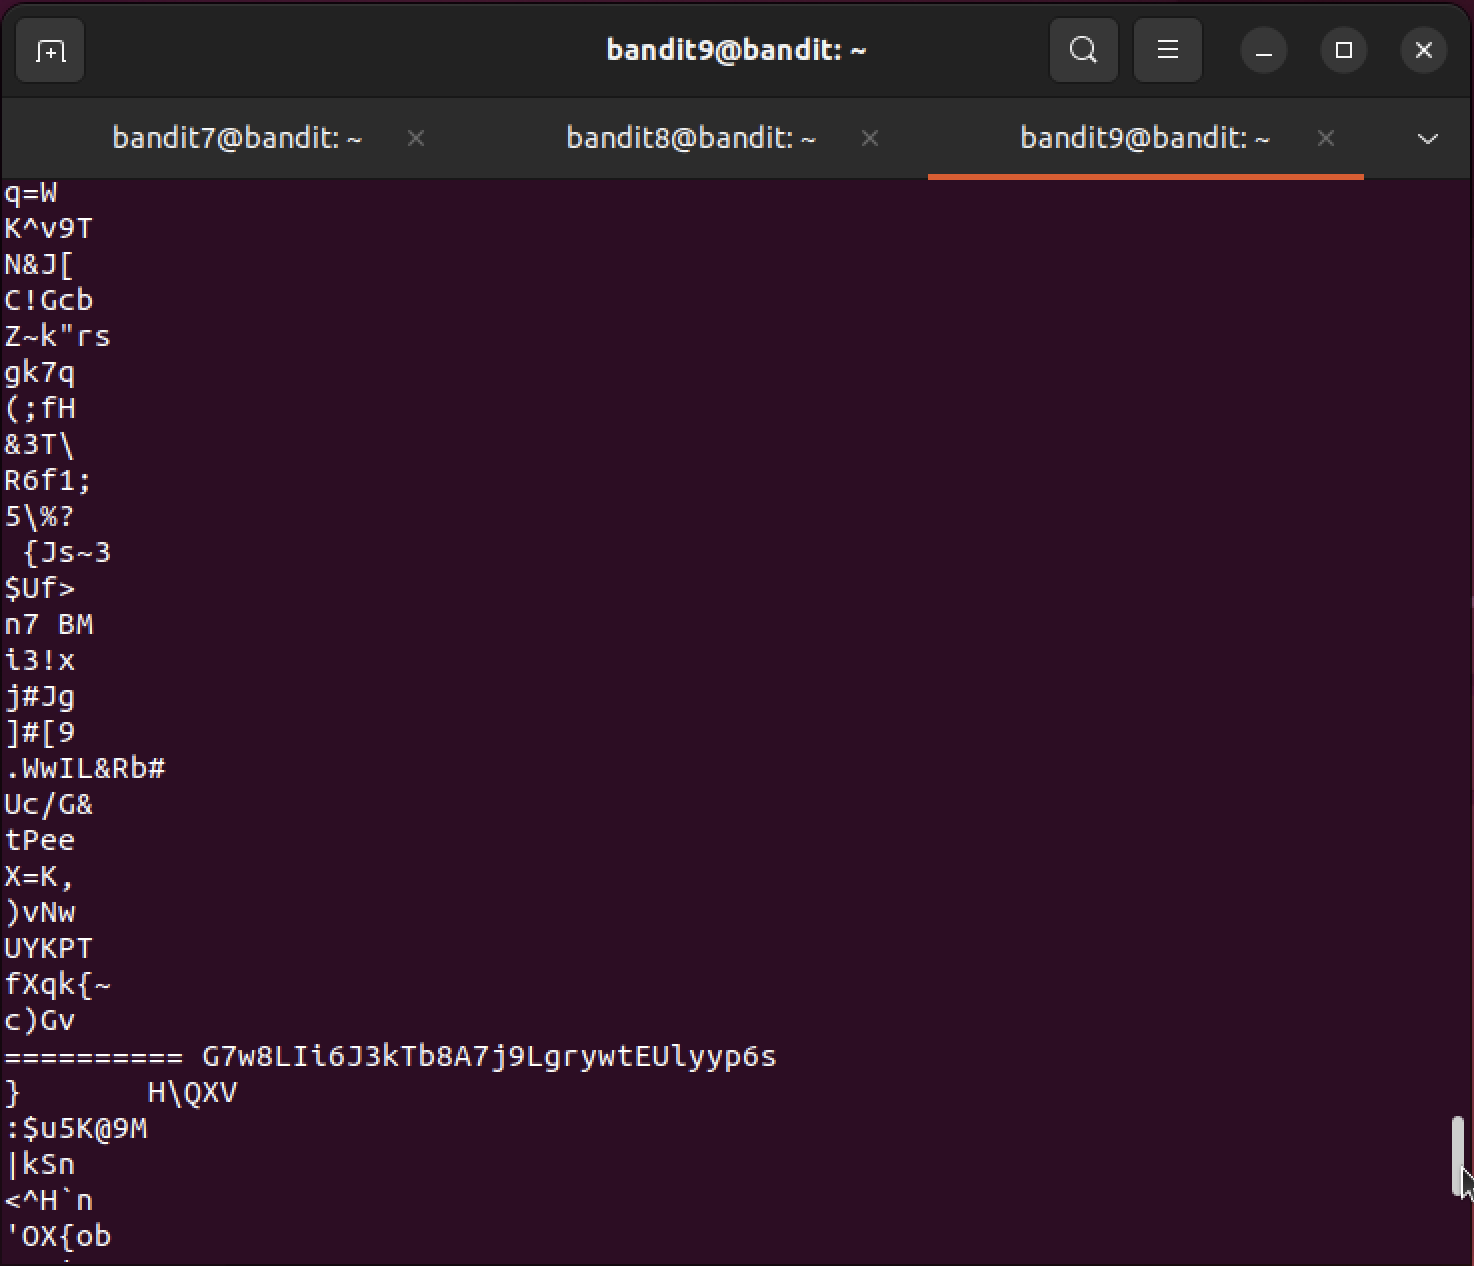 bandit9@bandit: ~
bandit7@bandit: ~
bandit8@bandit: ~
bandit9@bandit: ~
q=W
K^v9T
N&J[
C!Gcb
Z~k"rs
gk7q
(;fH
&3T\
R6f1;
5\%?
 {Js~3
$Uf>
n7 BM
i3!x
j#Jg
]#[9
.WwIL&Rb#
Uc/G&
tPee
X=K,
)vNw
UYKPT
fXqk{~
c)Gv
========== G7w8LIi6J3kTb8A7j9LgrywtEUlyyp6s
}       H\QXV
:$u5K@9M
|kSn
<^H`n
'OX{ob